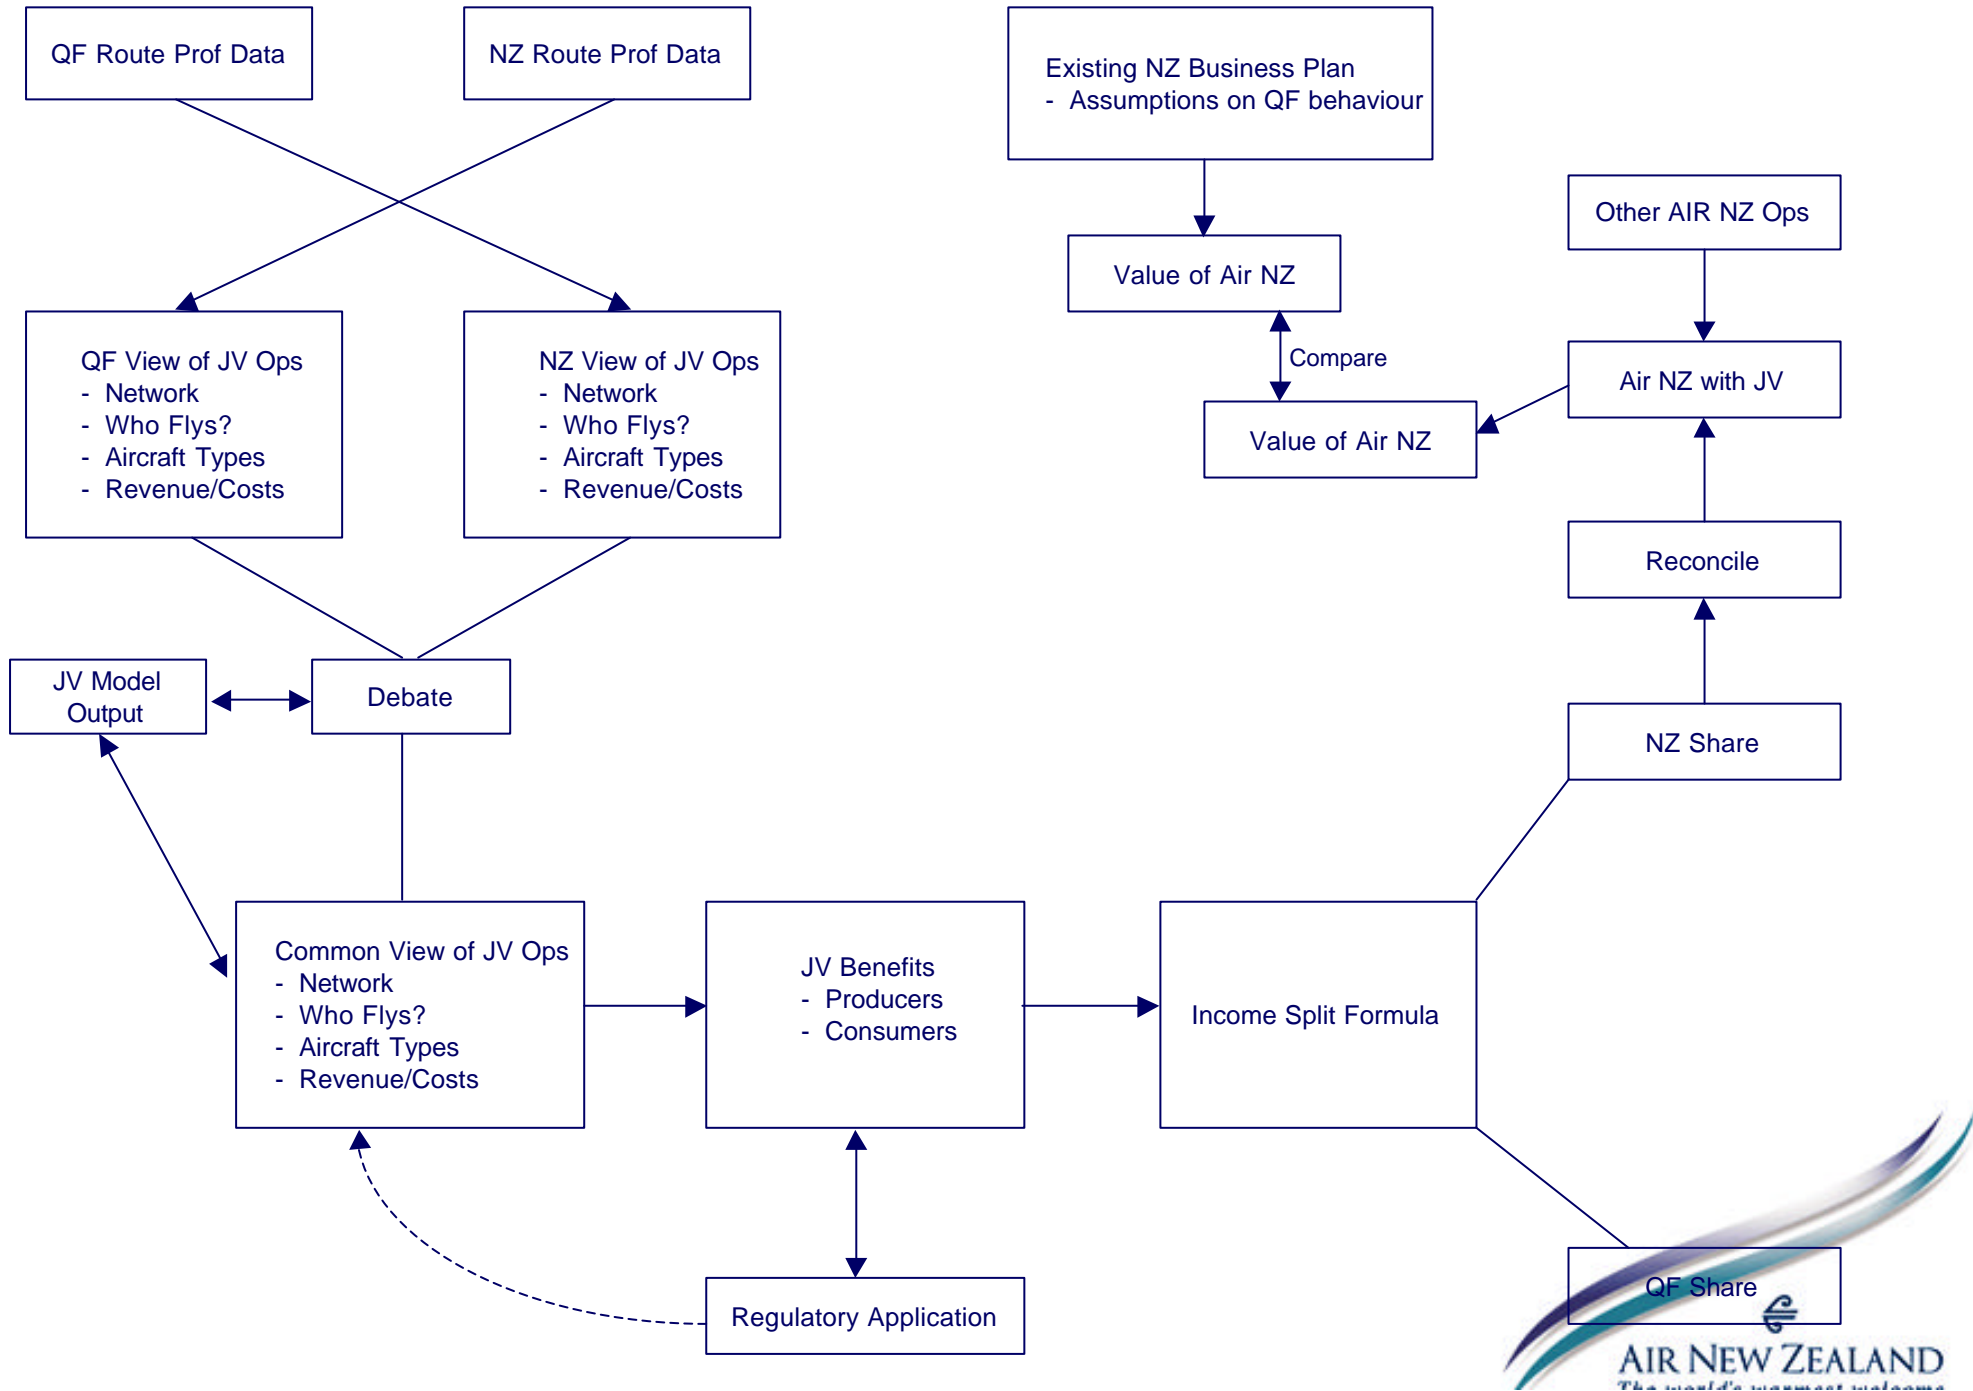 QF Route Prof Data
NZ Route Prof Data
Existing NZ Business Plan
- Assumptions on QF behaviour
Other AIR NZ Ops
Value of Air NZ
Compare
Air NZ with JV
Value of Air NZ
QF View of JV Ops
- Network
- Who Flys?
- Aircraft Types
- Revenue/Costs
NZ View of JV Ops
- Network
- Who Flys?
- Aircraft Types
- Revenue/Costs
Reconcile
JV Model
Output
Debate
NZ Share
Common View of JV Ops
- Network
- Who Flys?
- Aircraft Types
- Revenue/Costs
JV Benefits
- Producers
- Consumers
Income Split Formula
Regulatory Application
QF Share
AIR NEW ZEALAND
The world's warmest welcome